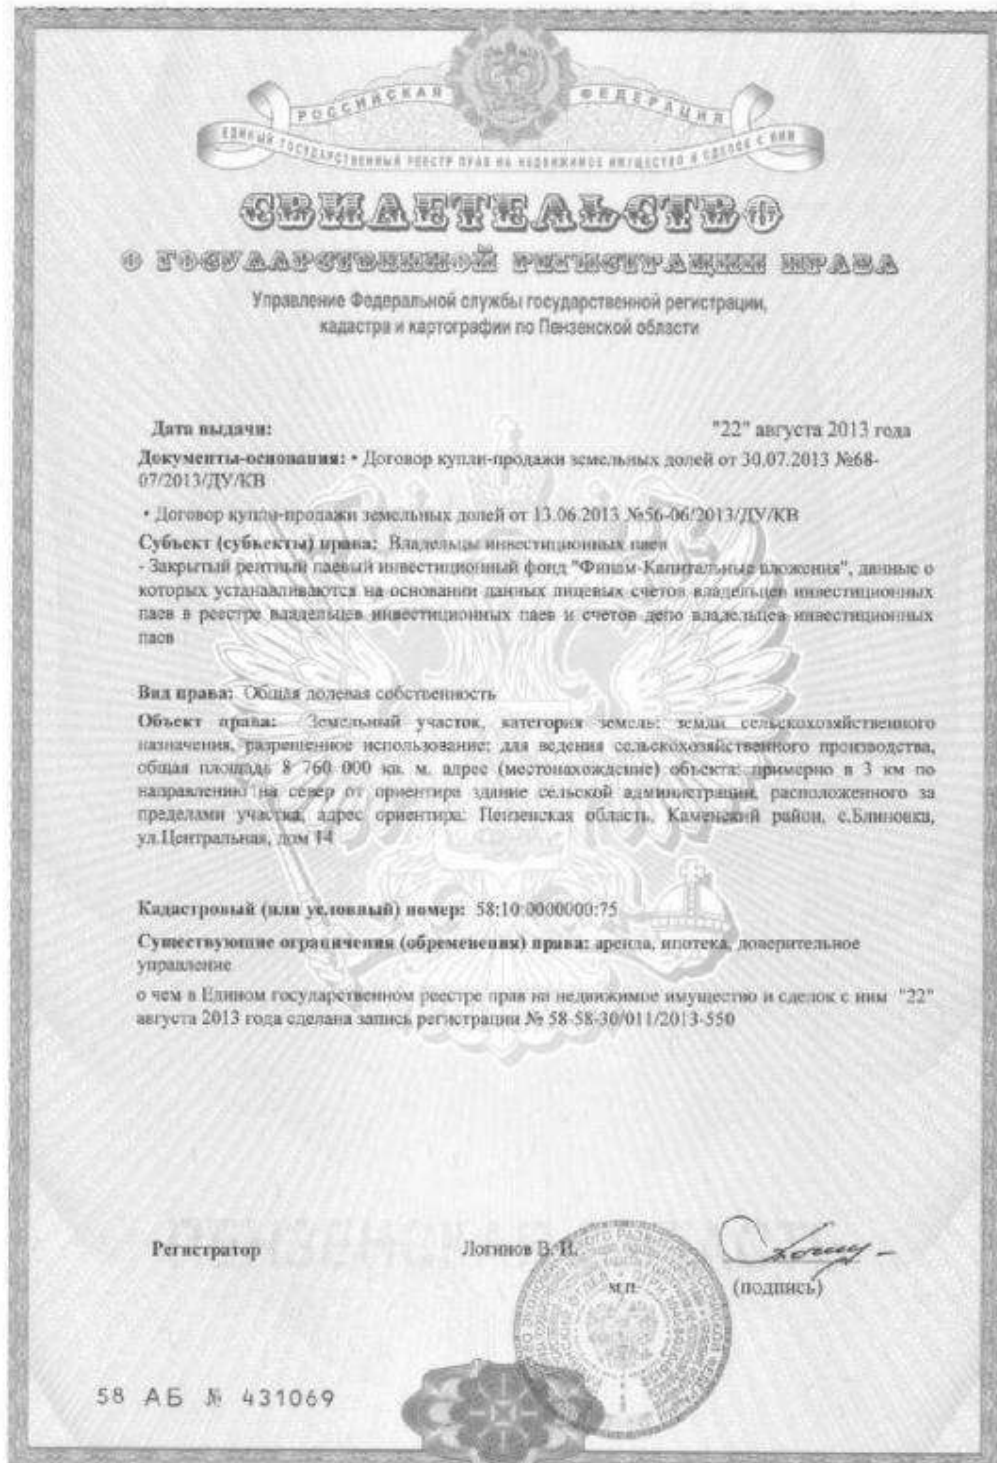 РОССИЙСКАЯ ФЕДЕРАЦИЯ
ЕДИНЫЙ ГОСУДАРСТВЕННЫЙ РЕЕСТР ПРАВ НА НЕДВИЖИМОЕ ИМУЩЕСТВО И СДЕЛОК С НИМ
СВИДЕТЕЛЬСТВО
О ГОСУДАРСТВЕННОЙ РЕГИСТРАЦИИ ПРАВА
Управление Федеральной службы государственной регистрации,
кадастра и картографии по Пензенской области
Дата выдачи: "22" августа 2013 года
Документы-основания: • Договор купли-продажи земельных долей от 30.07.2013 №68-
07/2013/ДУ/КВ
• Договор купли-продажи земельных долей от 13.06.2013 №56-06/2013/ДУ/КВ
Субъект (субъекты) права: Владельцы инвестиционных паев
- Закрытый рентный паевый инвестиционный фонд "Финам-Капитальные вложения", данные о
которых устанавливаются на основании данных лицевых счетов владельцев инвестиционных
паев в реестре владельцев инвестиционных паев и счетов депо владельцев инвестиционных
паев
Вид права: Общая долевая собственность
Объект права: Земельный участок, категория земель: земли сельскохозяйственного
назначения, разрешенное использование: для ведения сельскохозяйственного производства,
общая площадь 8 760 000 кв. м, адрес (местонахождение) объекта: примерно в 3 км по
направлению на север от ориентира здание сельской администрации, расположенного за
пределами участка, адрес ориентира: Пензенская область, Каменский район, с.Блиновка,
ул.Центральная, дом 14
Кадастровый (или условный) номер: 58:10:0000000:75
Существующие ограничения (обременения) права: аренда, ипотека, доверительное
управление
о чем в Едином государственном реестре прав на недвижимое имущество и сделок с ним "22"
августа 2013 года сделана запись регистрации № 58-58-30/011/2013-550
Регистратор Логинов В. И.
м.п. (подпись)
58 АБ № 431069